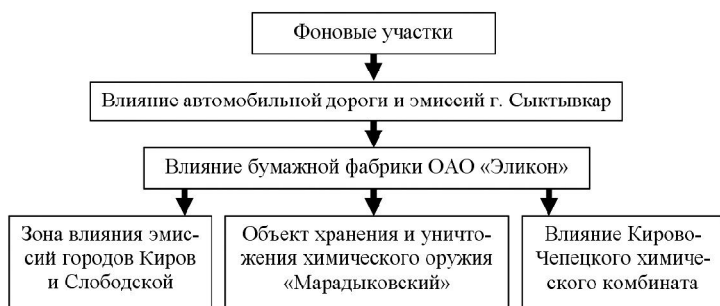 Фоновые участки
Влияние автомобильной дороги и эмиссий г. Сыктывкар
Влияние бумажной фабрики ОАО «Эликон»
Зона влияния эмис-
сий городов Киров
и Слободской
Объект хранения и уничто-
жения химического оружия
«Марадыковский»
Влияние Кирово-
Чепецкого химиче-
ского комбината